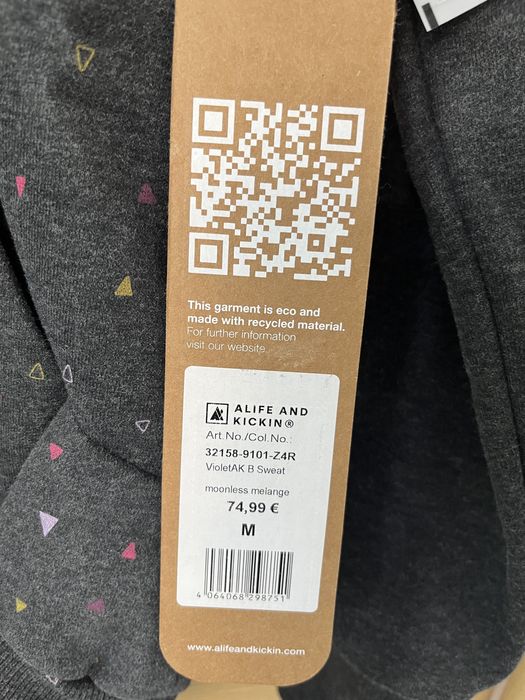 This garment is eco and
made with recycled material.
For further information
visit our website.
ALIFE AND
KICKIN®
Art.No./Col.No.:
32158-9101-Z4R
VioletAK B Sweat
moonless melange
74,99 €
M
4 064068 298751
www.alifeandkickin.com